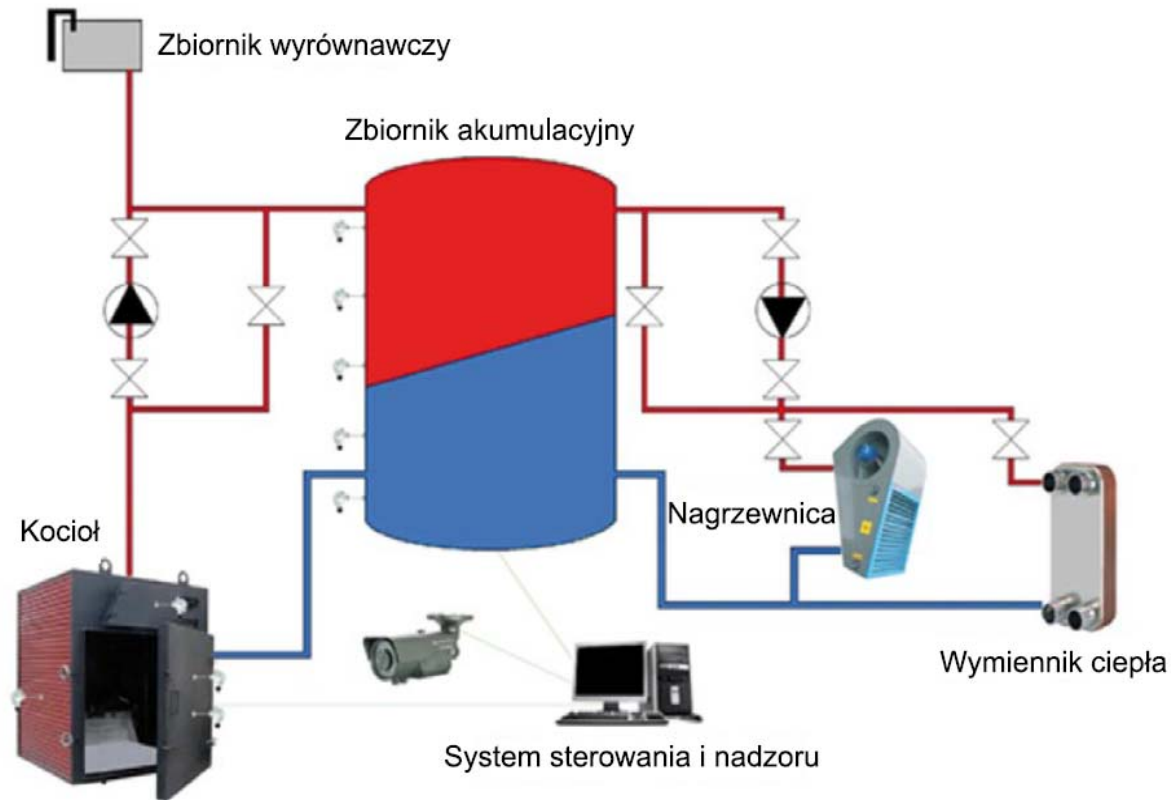 Zbiornik wyrównawczy
Zbiornik akumulacyjny
Nagrzewnica
Kocioł
Wymiennik ciepła
System sterowania i nadzoru